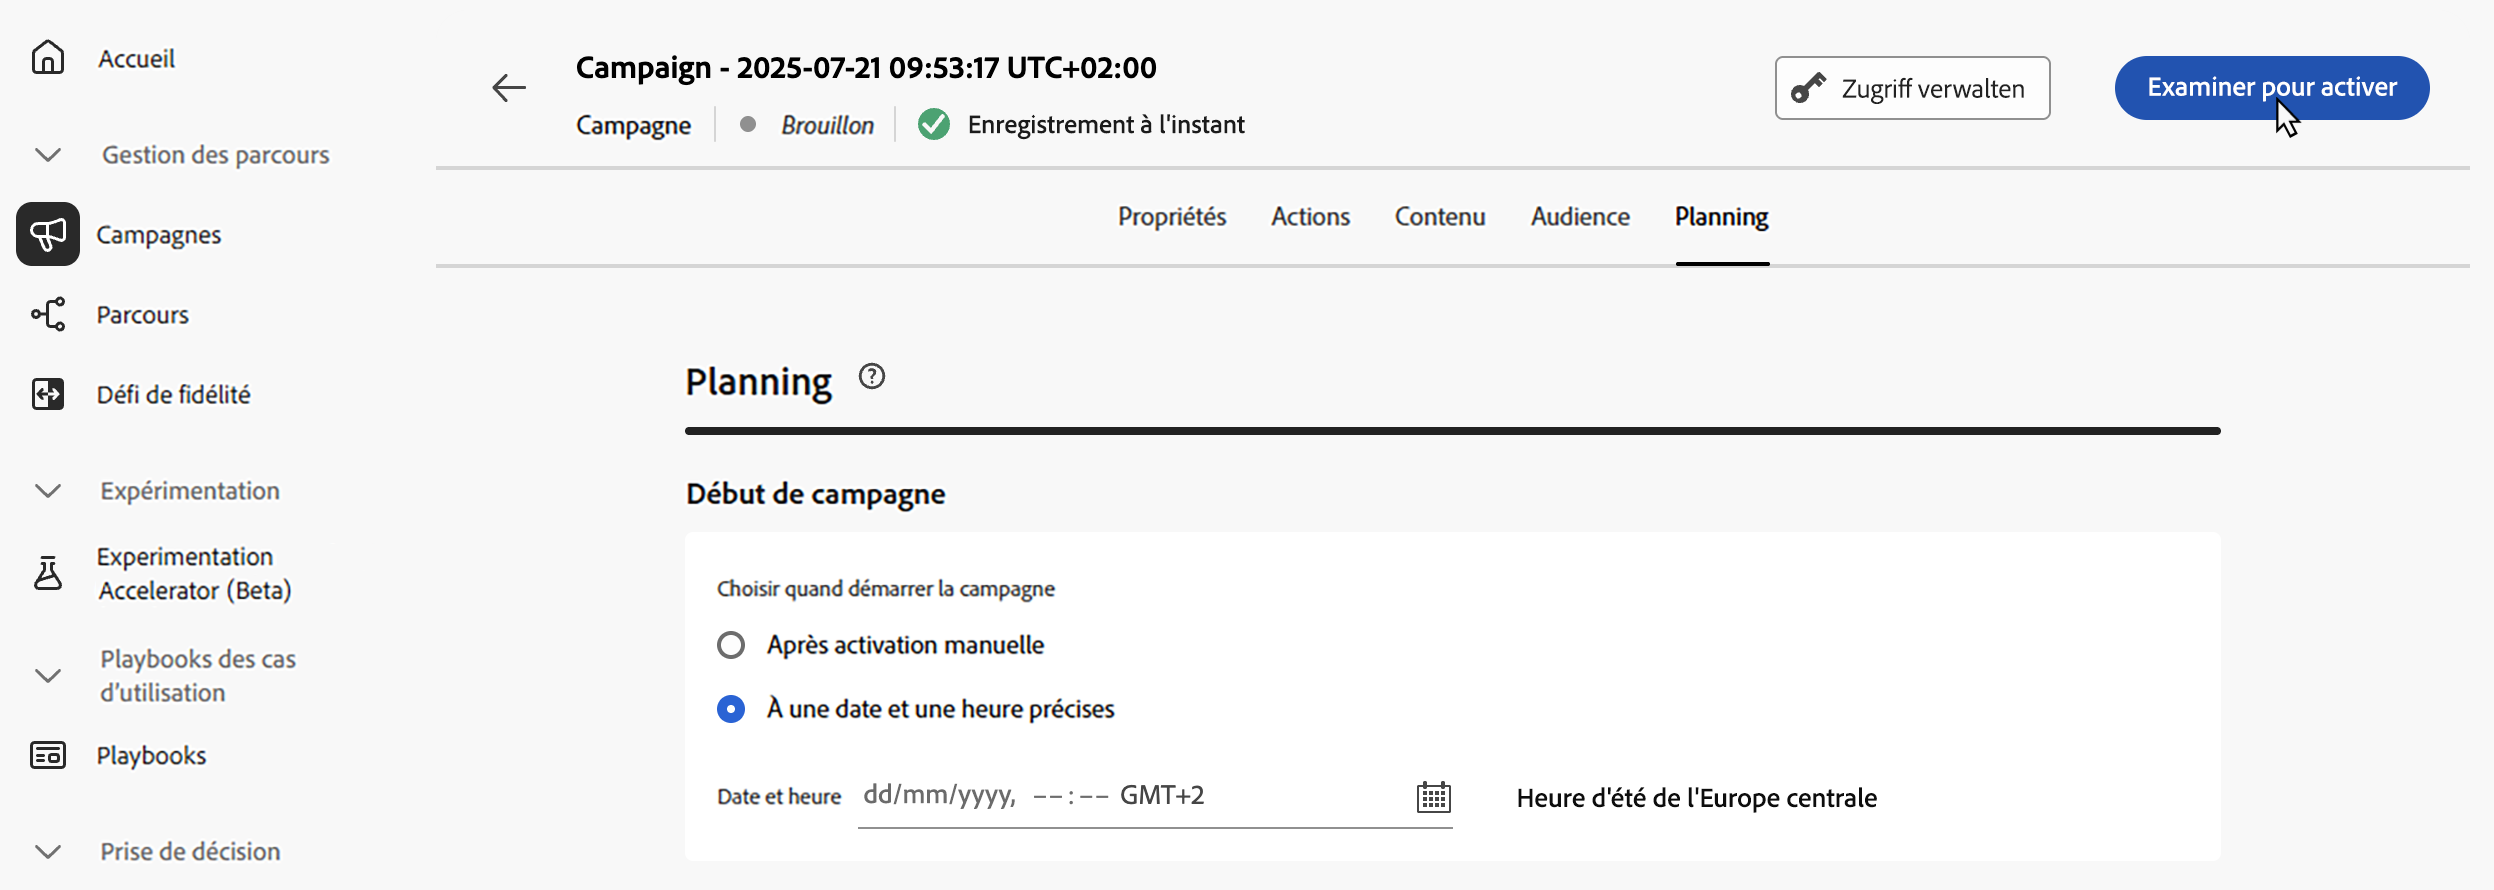 Accueil
Gestion des parcours
Campagnes
Parcours
Défi de fidélité
Expérimentation
Experimentation
Accelerator (Beta)
Playbooks des cas
d’utilisation
Playbooks
Prise de décision
Campaign - 2025-07-21 09:53:17 UTC+02:00
Campagne Brouillon Enregistrement à l'instant
Zugriff verwalten
Examiner pour activer
Propriétés Actions Contenu Audience Planning
Planning
Début de campagne
Choisir quand démarrer la campagne
Après activation manuelle
À une date et une heure précises
Date et heure dd/mm/yyyy, --:-- GMT+2 Heure d'été de l'Europe centrale